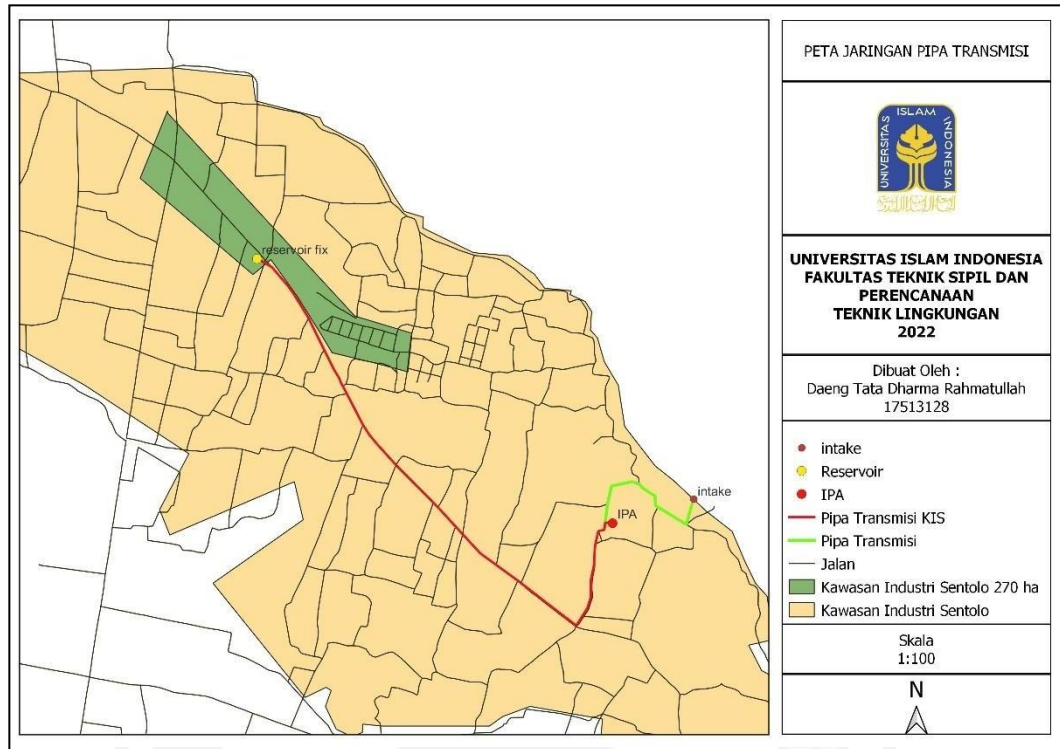 PETA JARINGAN PIPA TRANSMISI
UNIVERSITAS ISLAM INDONESIA
UNIVERSITAS ISLAM INDONESIA
FAKULTAS TEKNIK SIPIL DAN
PERENCANAAN
TEKNIK LINGKUNGAN
2022
Dibuat Oleh :
Daeng Tata Dharma Rahmatullah
17513128
intake
Reservoir
IPA
Pipa Transmisi KIS
Pipa Transmisi
Jalan
Kawasan Industri Sentolo 270 ha
Kawasan Industri Sentolo
Skala
1:100
N
reservoir fix
intake
IPA